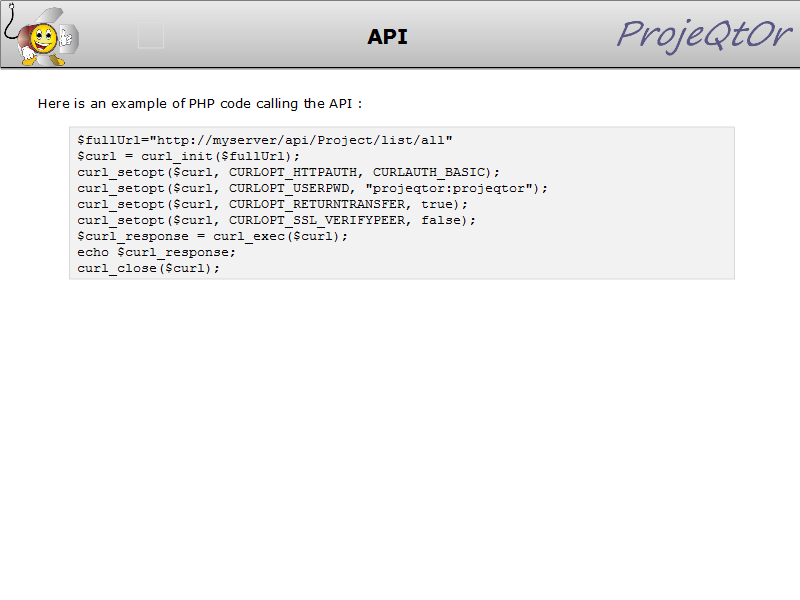 API
ProjeQtOr
Here is an example of PHP code calling the API :
$fullUrl="http://myserver/api/Project/list/all"
$curl = curl_init($fullUrl);
curl_setopt($curl, CURLOPT_HTTPAUTH, CURLAUTH_BASIC);
curl_setopt($curl, CURLOPT_USERPWD, "projeqtor:projeqtor");
curl_setopt($curl, CURLOPT_RETURNTRANSFER, true);
curl_setopt($curl, CURLOPT_SSL_VERIFYPEER, false);
$curl_response = curl_exec($curl);
echo $curl_response;
curl_close($curl);